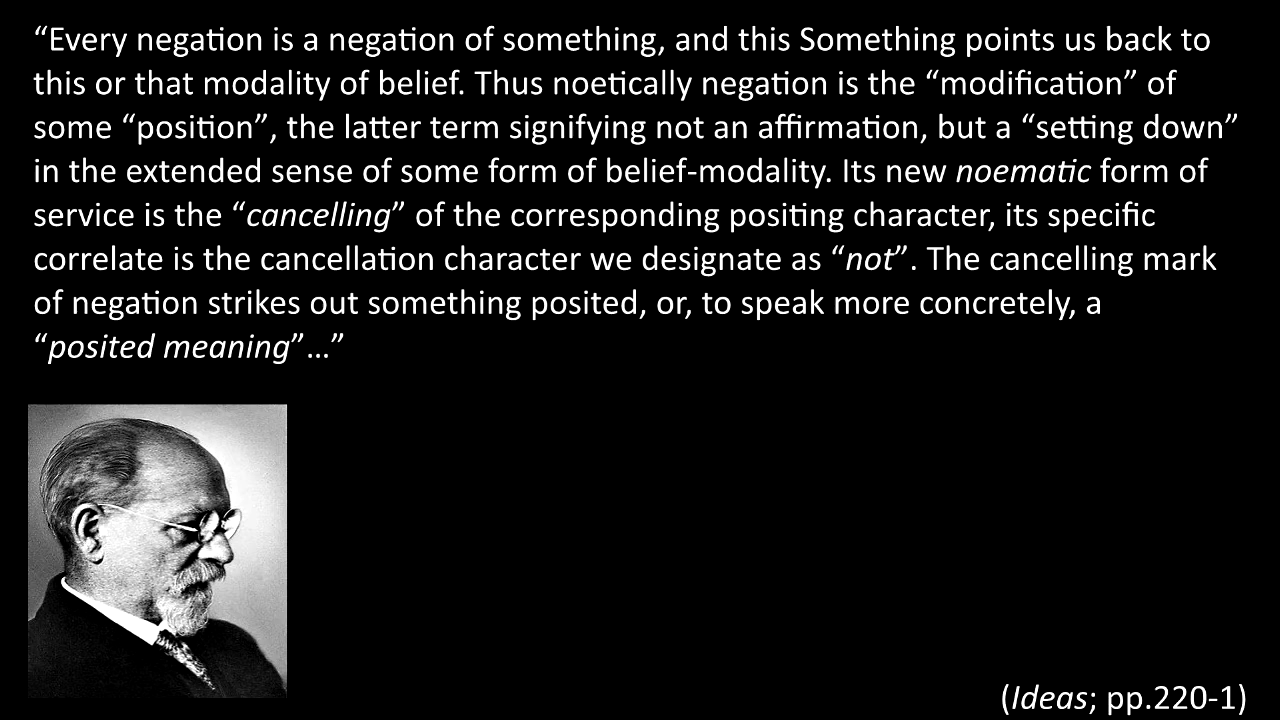 “Every negation is a negation of something, and this Something points us back to
this or that modality of belief. Thus noetically negation is the “modification” of
some “position”, the latter term signifying not an affirmation, but a “setting down”
in the extended sense of some form of belief-modality. Its new noematic form of
service is the “cancelling” of the corresponding positing character, its specific
correlate is the cancellation character we designate as “not”. The cancelling mark
of negation strikes out something posited, or, to speak more concretely, a
“posited meaning”…”
(Ideas; pp.220-1)